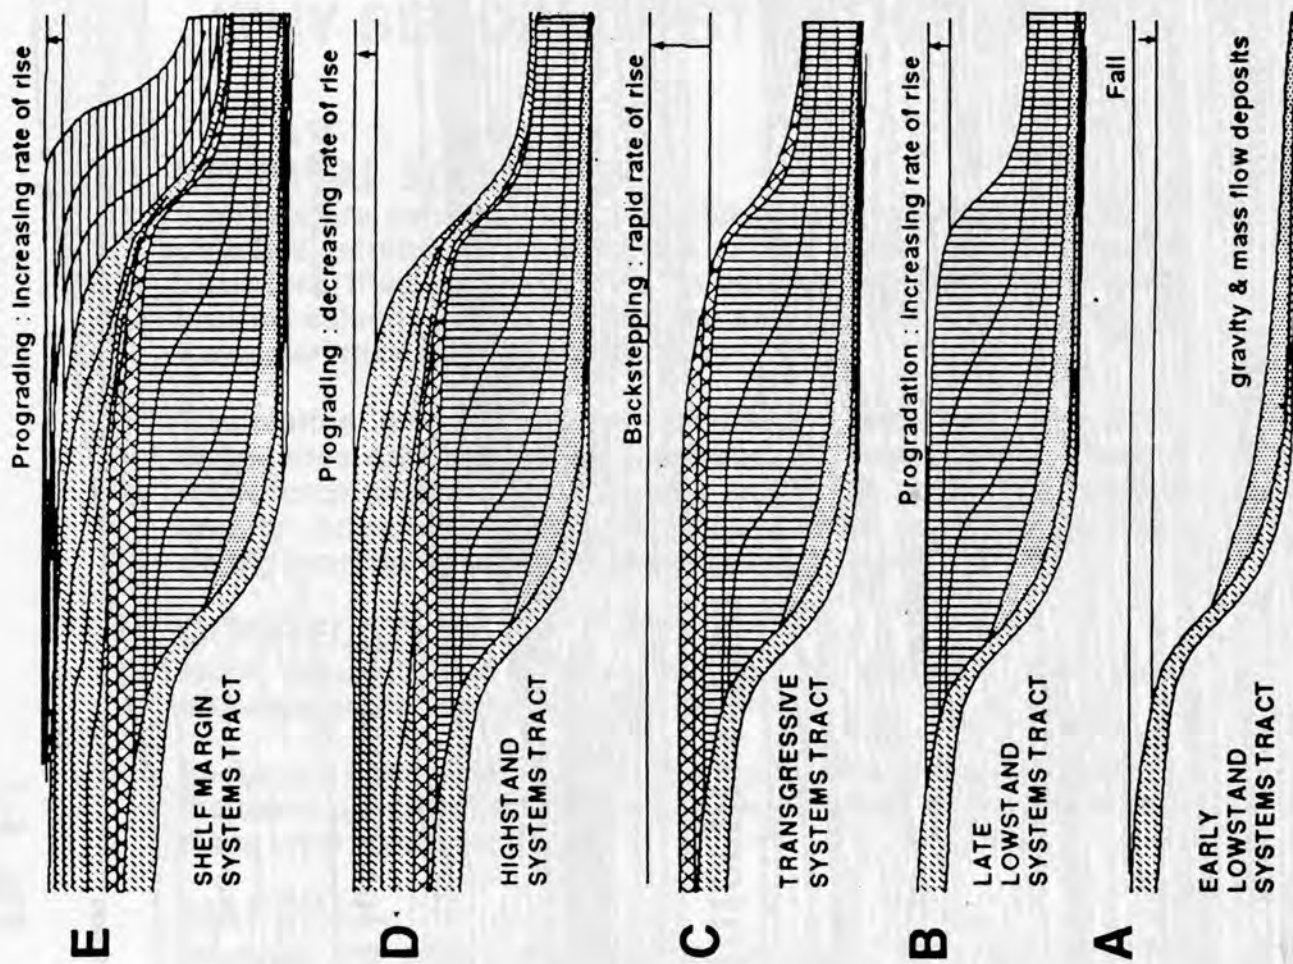 E
Prograding : Increasing rate of rise
SHELF MARGIN
SYSTEMS TRACT
D
Prograding : decreasing rate of rise
HIGHSTAND
SYSTEMS TRACT
C
Backstepping : rapid rate of rise
TRANSGRESSIVE
SYSTEMS TRACT
B
Progradation : Increasing rate of rise
LATE
LOWSTAND
SYSTEMS TRACT
A
Fall
gravity & mass flow deposits
EARLY
LOWSTAND
SYSTEMS TRACT